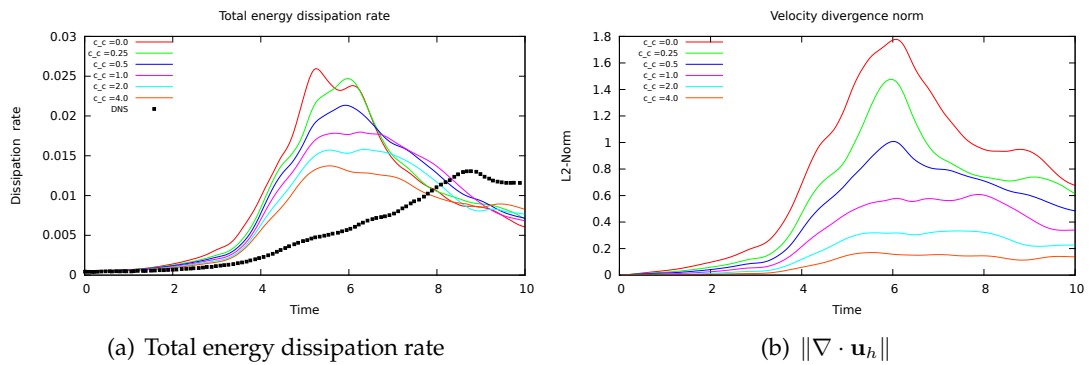 Total energy dissipation rate
0.03
0.025
0.02
0.015
0.01
0.005
0
Dissipation rate
c_c =0.0
c_c =0.25
c_c =0.5
c_c =1.0
c_c =2.0
c_c =4.0
DNS
0 2 4 6 8 10
Time
(a) Total energy dissipation rate
Velocity divergence norm
1.8
1.6
1.4
1.2
1
0.8
0.6
0.4
0.2
0
L2-Norm
c_c =0.0
c_c =0.25
c_c =0.5
c_c =1.0
c_c =2.0
c_c =4.0
0 2 4 6 8 10
Time
(b) ‖∇ · u_h‖